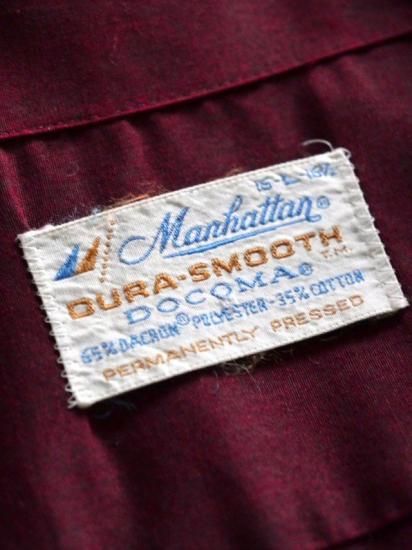 Manhattan®
DURA-SMOOTH T.M.
DOCOMA®
65% DACRON® POLYESTER-35% COTTON
PERMANENTLY PRESSED